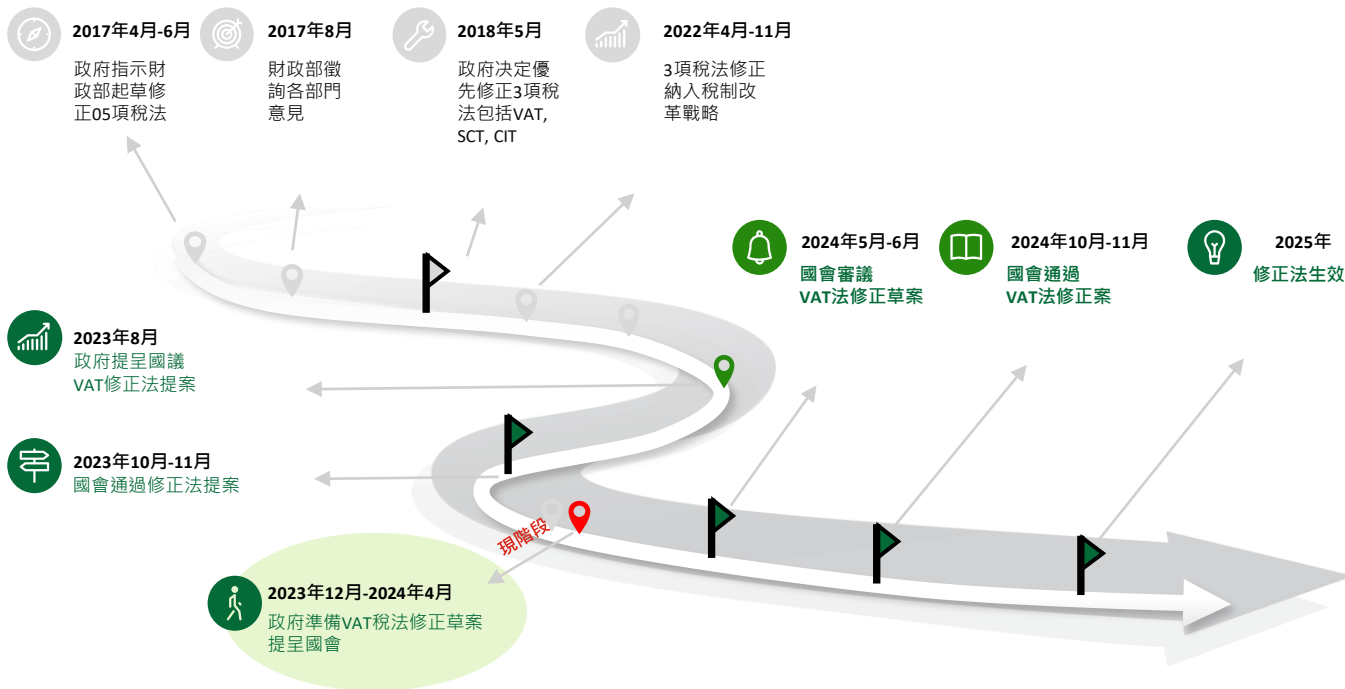 2017年4月-6月
政府指示財
政部起草修
正05項稅法
2017年8月
財政部徵
詢各部門
意見
2018年5月
政府決定優
先修正3項稅
法包括VAT,
SCT, CIT
2022年4月-11月
3項稅法修正
納入稅制改
革戰略
2024年5月-6月
國會審議
VAT法修正草案
2024年10月-11月
國會通過
VAT法修正案
2025年
修正法生效
2023年8月
政府提呈國議
VAT修正法提案
2023年10月-11月
國會通過修正法提案
現階段
2023年12月-2024年4月
政府準備VAT稅法修正草案
提呈國會